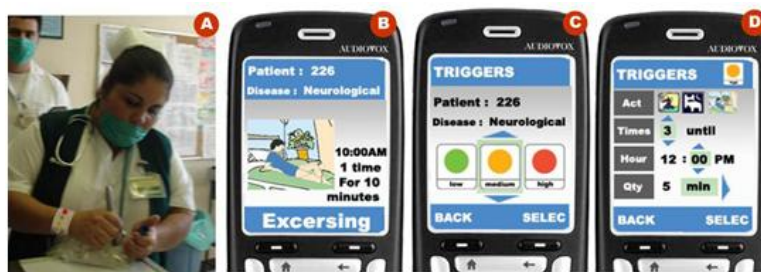 A
B
AUDIOVOX
Patient : 226
Disease : Neurological
10:00AM
1 time
For 10
minutes
Excersing
C
AUDIOVOX
TRIGGERS
Patient : 226
Disease : Neurological
low
medium
high
BACK SELEC
D
AUDIOVOX
TRIGGERS
Act
Times 3 until
Hour 12 : 00 PM
Qty 5 min
BACK SELEC